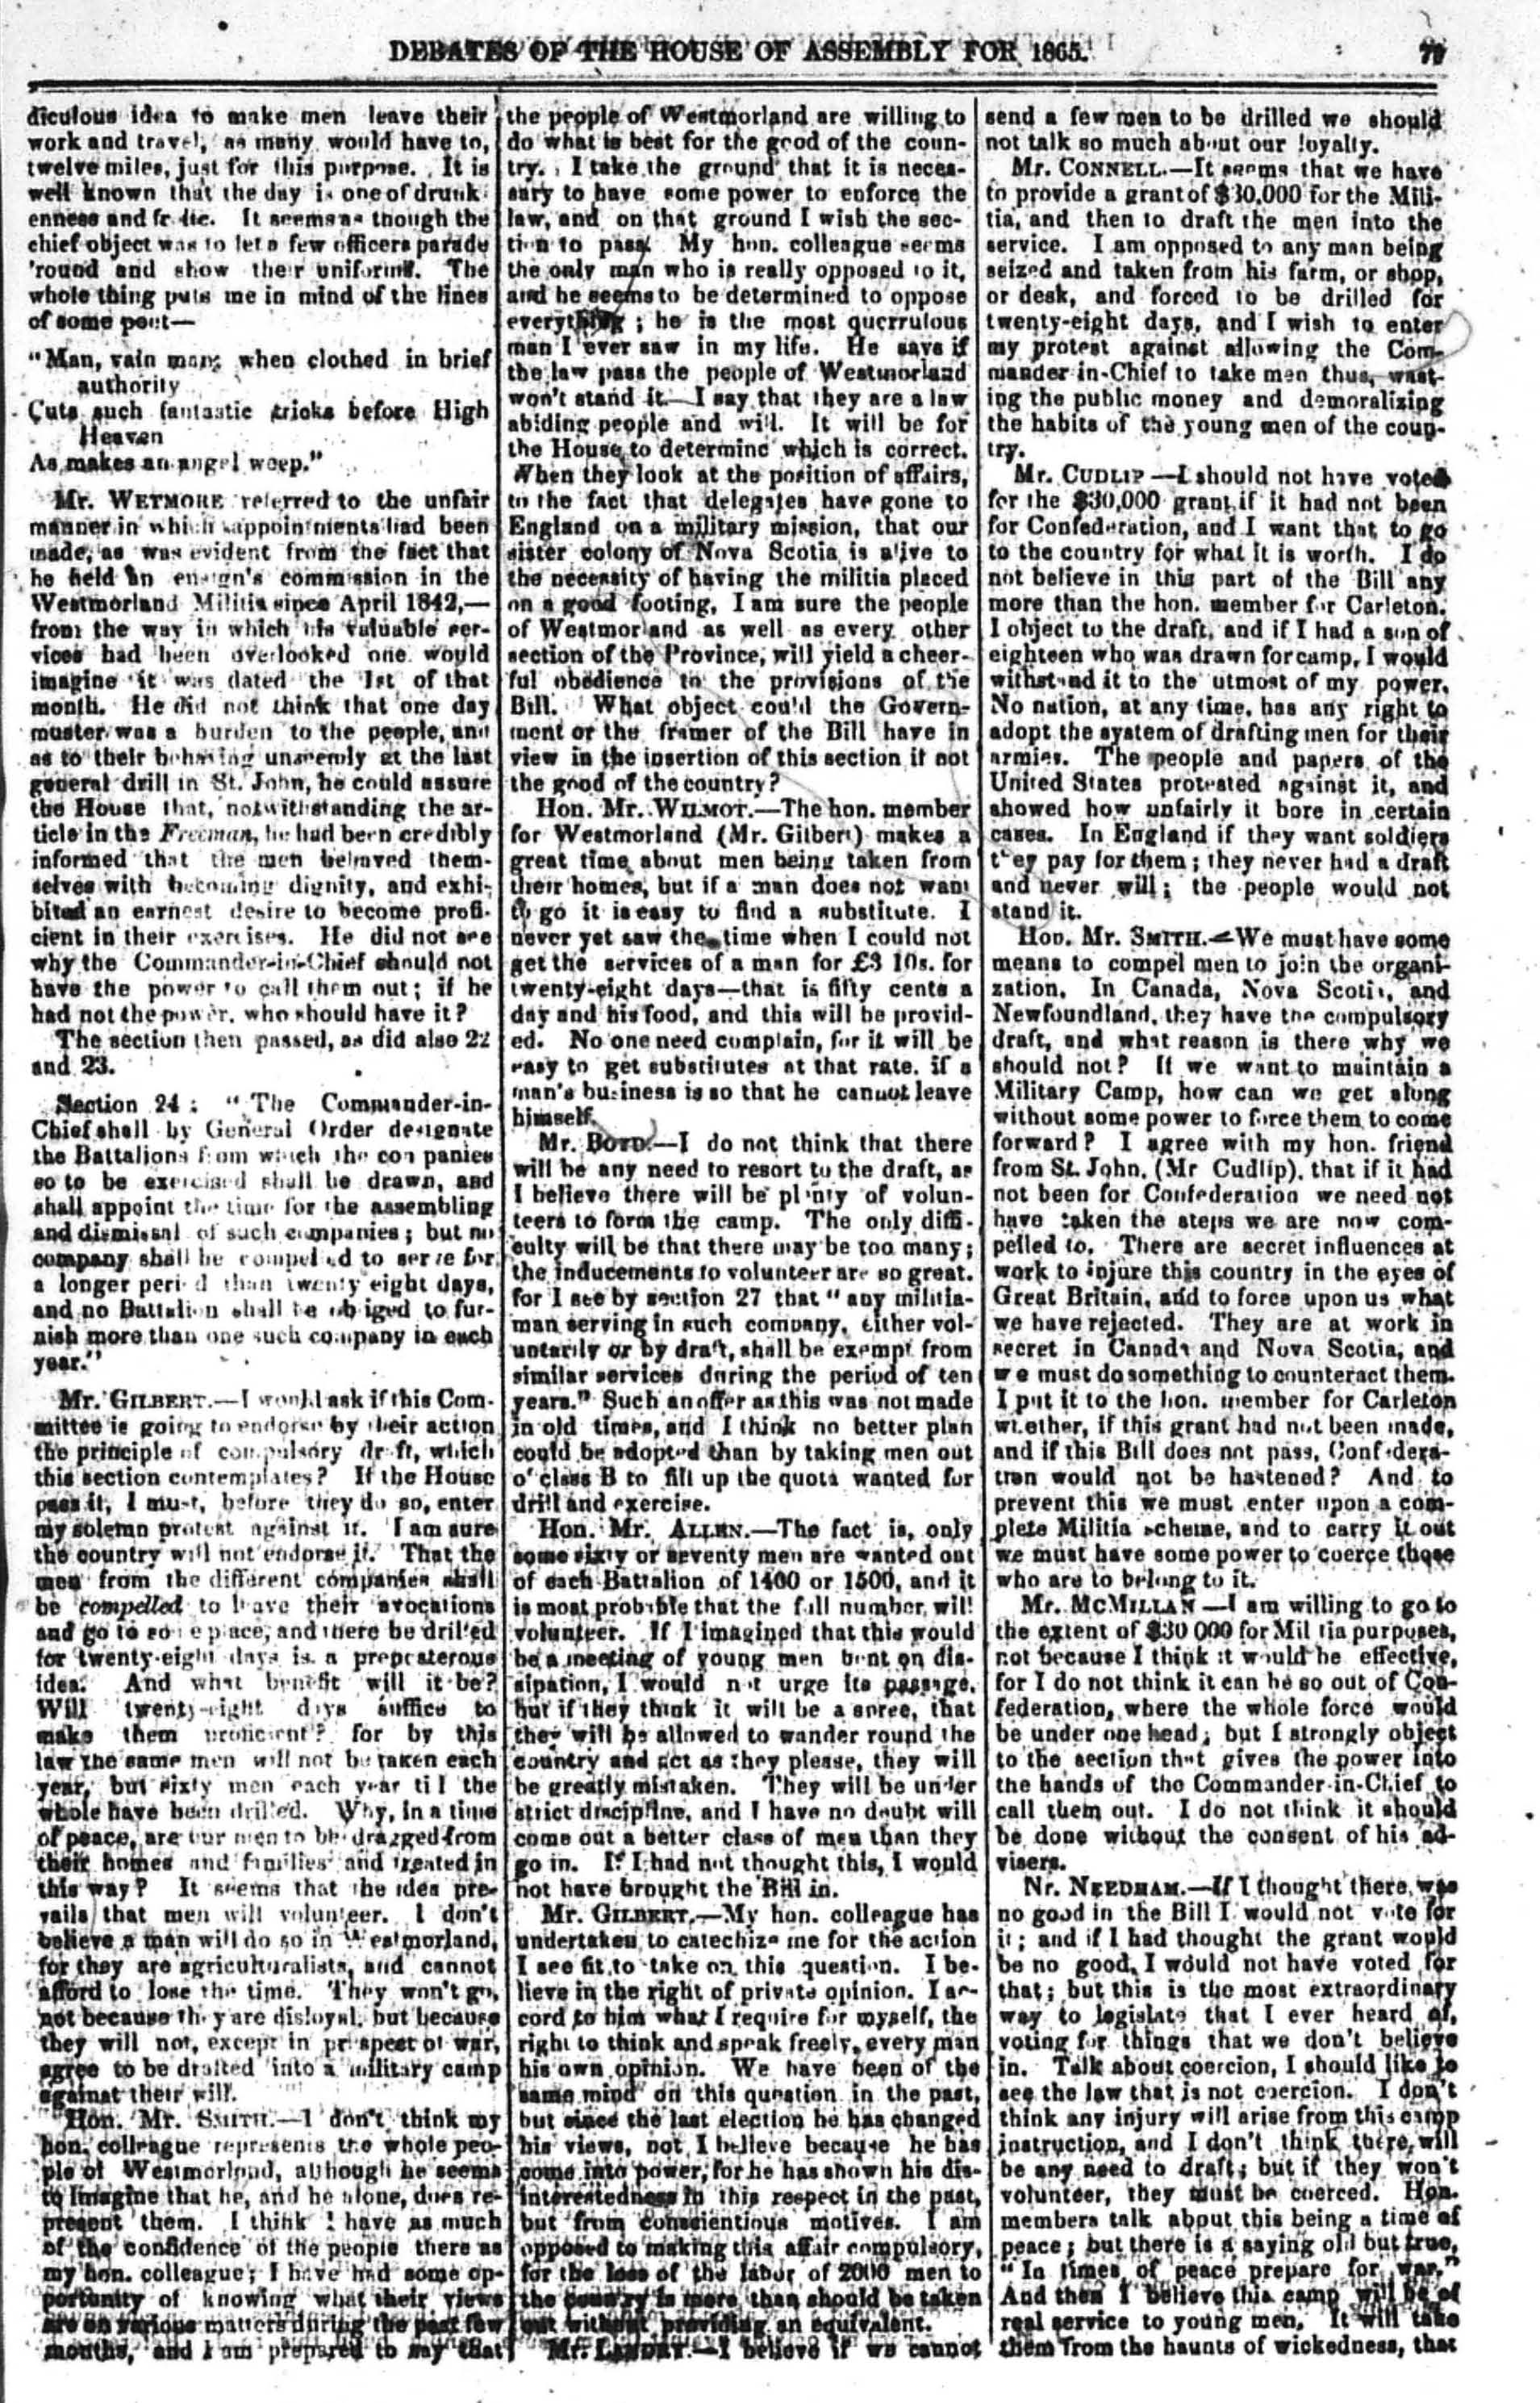 DEBATES OF THE HOUSE OF ASSEMBLY FOR 1865.
diculous idea to make men leave their
work and travel, as many would have to,
twelve miles, just for this purpose. It is
well known that the day is one of drunk-
enness and frolic. It seems as though the
chief object was to let a few officers parade
'round and show their uniforms. The
whole thing puts me in mind of the lines
of some poet—
"Man, vain man, when clothed in brief
authority
Cuts such fantastic tricks before High
Heaven
As makes an angel weep."
Mr. WETMORE referred to the unfair
manner in which appointments had been
made, as was evident from the fact that
he held an ensign's commission in the
Westmorland Militia since April 1842,—
from the way in which his valuable ser-
vices had been overlooked one would
imagine it was dated the 1st of that
month. He did not think that one day
muster was a burden to the people, and
as to their behaving unseemly at the last
general drill in St. John, he could assure
the House that, notwithstanding the ar-
ticle in the Freeman, he had been credibly
informed that the men behaved them-
selves with becoming dignity, and exhi-
bited an earnest desire to become profi-
cient in their exercises. He did not see
why the Commander-in-Chief should not
have the power to call them out; if he
had not the power, who should have it?
The section then passed, as did also 22
and 23.
Section 24: "The Commander-in-
Chief shall by General Order designate
the Battalions from which the companies
so to be exercised shall be drawn, and
shall appoint the time for the assembling
and dismissal of such companies; but no
company shall be compelled to serve for
a longer period than twenty eight days,
and no Battalion shall be obliged to fur-
nish more than one such company in each
year."
Mr. GILBERT.—I would ask if this Com-
mittee is going to endorse by their action
the principle of compulsory draft, which
this section contemplates? If the House
pass it, I must, before they do so, enter
my solemn protest against it. I am sure
the country will not endorse it. That the
men from the different companies shall
be compelled to leave their avocations
and go to some place, and there be drilled
for twenty-eight days is a preposterous
idea. And what benefit will it be?
Will twenty-eight days suffice to
make them proficient? for by this
law the same men will not be taken each
year, but sixty men each year till the
whole have been drilled. Why, in a time
of peace, are our men to be dragged from
their homes and families and treated in
this way? It seems that the idea pre-
vails that men will volunteer. I don't
believe a man will do so in Westmorland,
for they are agriculturalists, and cannot
afford to lose the time. They won't go,
not because they are disloyal, but because
they will not, except in prospect of war,
agree to be drafted into a military camp
against their will.
Hon. Mr. SMITH.—I don't think my
hon. colleague represents the whole peo-
ple of Westmorland, although he seems
to imagine that he, and he alone, does re-
present them. I think I have as much
of the confidence of the people there as
my hon. colleague; I have had some op-
portunity of knowing what their views
are on various matters during the past few
months, and I am prepared to say that
the people of Westmorland are willing to
do what is best for the good of the coun-
try. I take the ground that it is neces-
sary to have some power to enforce the
law, and on that ground I wish the sec-
tion to pass. My hon. colleague seems
the only man who is really opposed to it,
and he seems to be determined to oppose
everything; he is the most querrulous
man I ever saw in my life. He says if
the law pass the people of Westmorland
won't stand it.—I say that they are a law
abiding people and will. It will be for
the House to determine which is correct.
When they look at the position of affairs,
to the fact that delegates have gone to
England on a military mission, that our
sister colony of Nova Scotia is alive to
the necessity of having the militia placed
on a good footing, I am sure the people
of Westmorland as well as every other
section of the Province, will yield a cheer-
ful obedience to the provisions of the
Bill. What object could the Govern-
ment or the framer of the Bill have in
view in the insertion of this section if not
the good of the country?
Hon. Mr. WILMOT.—The hon. member
for Westmorland (Mr. Gilbert) makes a
great time about men being taken from
their homes, but if a man does not want
to go it is easy to find a substitute. I
never yet saw the time when I could not
get the services of a man for £3 10s. for
twenty-eight days—that is fifty cents a
day and his food, and this will be provid-
ed. No one need complain, for it will be
easy to get substitutes at that rate, if a
man's business is so that he cannot leave
himself.
Mr. BOYD.—I do not think that there
will be any need to resort to the draft, as
I believe there will be plenty of volun-
teers to form the camp. The only diffi-
culty will be that there may be too many;
the inducements to volunteer are so great.
for I see by section 27 that "any militia-
man serving in such company, either vol-
untarily or by draft, shall be exempt from
similar services during the period of ten
years." Such an offer as this was not made
in old times, and I think no better plan
could be adopted than by taking men out
o' class B to fill up the quota wanted for
drill and exercise.
Hon. Mr. ALLEN.—The fact is, only
some sixty or seventy men are wanted out
of each Battalion of 1400 or 1500, and it
is most probable that the full number will
volunteer. If I imagined that this would
be a meeting of young men bent on dis-
sipation, I would not urge its passage,
but if they think it will be a spree, that
they will be allowed to wander round the
country and act as they please, they will
be greatly mistaken. They will be under
strict discipline, and I have no doubt will
come out a better class of men than they
go in. If I had not thought this, I would
not have brought the Bill in.
Mr. GILBERT.—My hon. colleague has
undertaken to catechize me for the action
I see fit to take on this question. I be-
lieve in the right of private opinion. I ac-
cord to him what I require for myself, the
right to think and speak freely, every man
his own opinion. We have been of the
same mind on this question in the past,
but since the last election he has changed
his views, not I believe because he has
come into power, for he has shown his dis-
interestedness in this respect in the past,
but from conscientious motives. I am
opposed to making this affair compulsory,
for the loss of the labor of 2000 men to
the country is more than should be taken
out without providing an equivalent.
Mr. LANDRY.—I believe if we cannot
send a few men to be drilled we should
not talk so much about our loyalty.
Mr. CONNELL.—It seems that we have
to provide a grant of $30,000 for the Mili-
tia, and then to draft the men into the
service. I am opposed to any man being
seized and taken from his farm, or shop,
or desk, and forced to be drilled for
twenty-eight days, and I wish to enter
my protest against allowing the Com-
mander in-Chief to take men thus, wast-
ing the public money and demoralizing
the habits of the young men of the coun-
try.
Mr. CUDLIP—I should not have voted
for the $30,000 grant if it had not been
for Confederation, and I want that to go
to the country for what it is worth. I do
not believe in this part of the Bill any
more than the hon. member for Carleton.
I object to the draft, and if I had a son of
eighteen who was drawn for camp, I would
withstand it to the utmost of my power.
No nation, at any time, has any right to
adopt the system of drafting men for their
armies. The people and papers of the
United States protested against it, and
showed how unfairly it bore in certain
cases. In England if they want soldiers
they pay for them; they never had a draft
and never will; the people would not
stand it.
Hon. Mr. SMITH.—We must have some
means to compel men to join the organi-
zation. In Canada, Nova Scotia, and
Newfoundland, they have the compulsory
draft, and what reason is there why we
should not? If we want to maintain a
Military Camp, how can we get along
without some power to force them to come
forward? I agree with my hon. friend
from St. John, (Mr Cudlip), that if it had
not been for Confederation we need not
have taken the steps we are now com-
pelled to. There are secret influences at
work to injure this country in the eyes of
Great Britain, and to force upon us what
we have rejected. They are at work in
secret in Canada and Nova Scotia, and
we must do something to counteract them.
I put it to the hon. member for Carleton
whether, if this grant had not been made,
and if this Bill does not pass, Confedera-
tion would not be hastened? And to
prevent this we must enter upon a com-
plete Militia scheme, and to carry it out
we must have some power to coerce those
who are to belong to it.
Mr. MCMILLAN—I am willing to go to
the extent of $30 000 for Militia purposes,
not because I think it would be effective,
for I do not think it can be so out of Con-
federation, where the whole force would
be under one head; but I strongly object
to the section that gives the power into
the hands of the Commander-in-Chief to
call them out. I do not think it should
be done without the consent of his ad-
visers.
Nr. NEEDHAM.—If I thought there was
no good in the Bill I would not vote for
it; and if I had thought the grant would
be no good, I would not have voted for
that; but this is the most extraordinary
way to legislate that I ever heard of,
voting for things that we don't believe
in. Talk about coercion, I should like to
see the law that is not coercion. I don't
think any injury will arise from this camp
instruction, and I don't think there will
be any need to draft; but if they won't
volunteer, they must be coerced. Hon.
members talk about this being a time of
peace; but there is a saying old but true,
"In times of peace prepare for war."
And then I believe this camp will be of
real service to young men. It will take
them from the haunts of wickedness, that